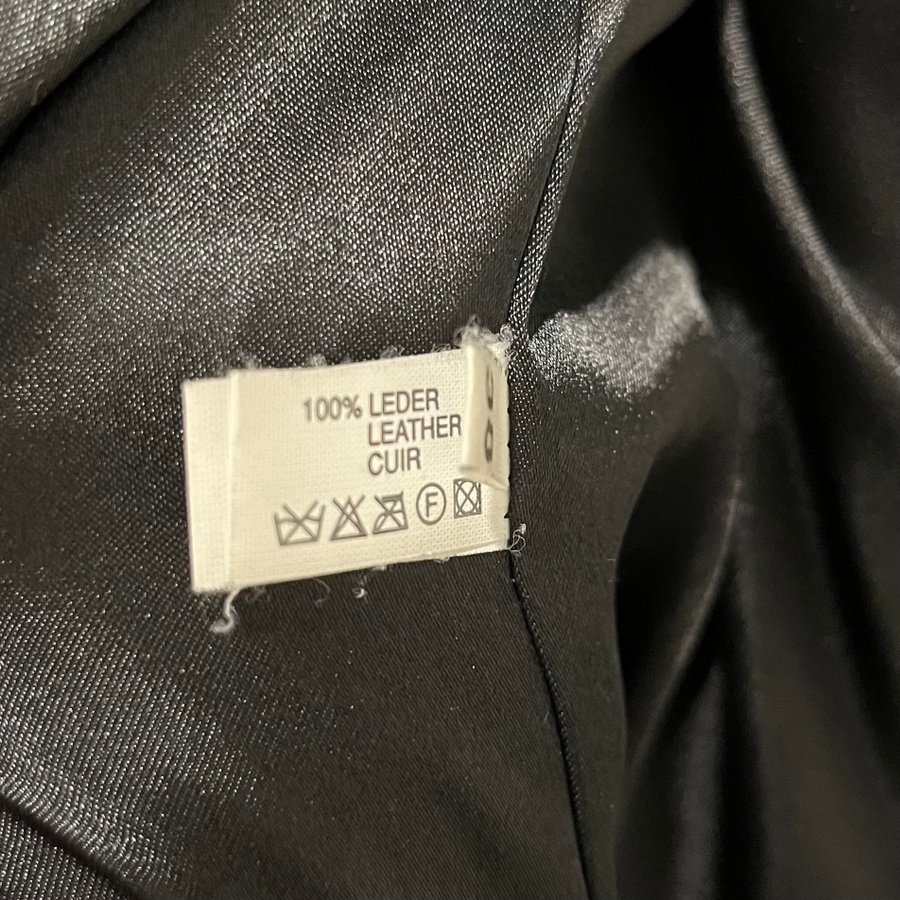 100% LEDER
LEATHER
CUIR
F